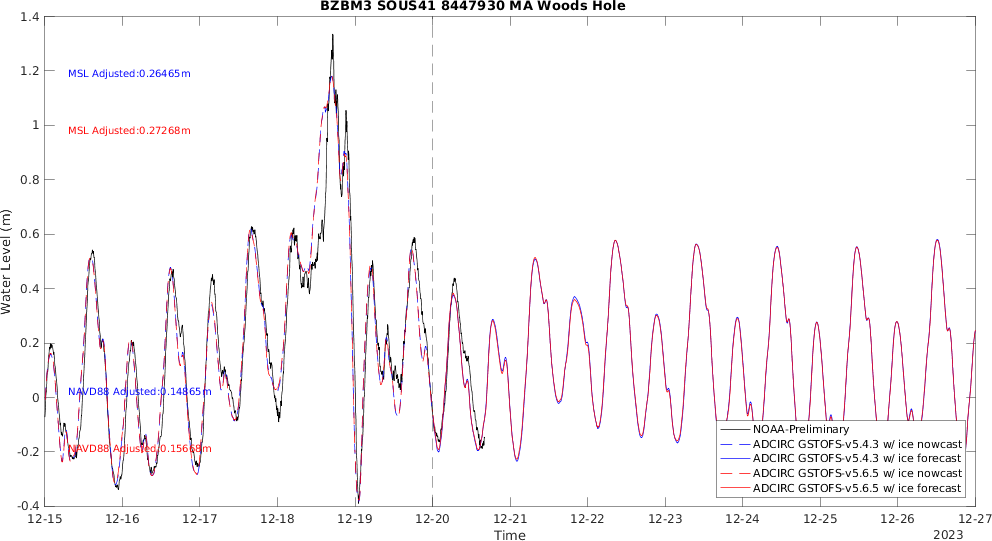 BZBM3 SOUS41 8447930 MA Woods Hole
MSL Adjusted:0.26465m
MSL Adjusted:0.27268m
NAVD88 Adjusted:0.14865m
NAVD88 Adjusted:0.15668m
Water Level (m)
1.4
1.2
1
0.8
0.6
0.4
0.2
0
-0.2
-0.4
NOAA-Preliminary
ADCIRC GSTOFS-v5.4.3 w/ ice nowcast
ADCIRC GSTOFS-v5.4.3 w/ ice forecast
ADCIRC GSTOFS-v5.6.5 w/ ice nowcast
ADCIRC GSTOFS-v5.6.5 w/ ice forecast
12-15 12-16 12-17 12-18 12-19 12-20 12-21 12-22 12-23 12-24 12-25 12-26 12-27
Time
2023